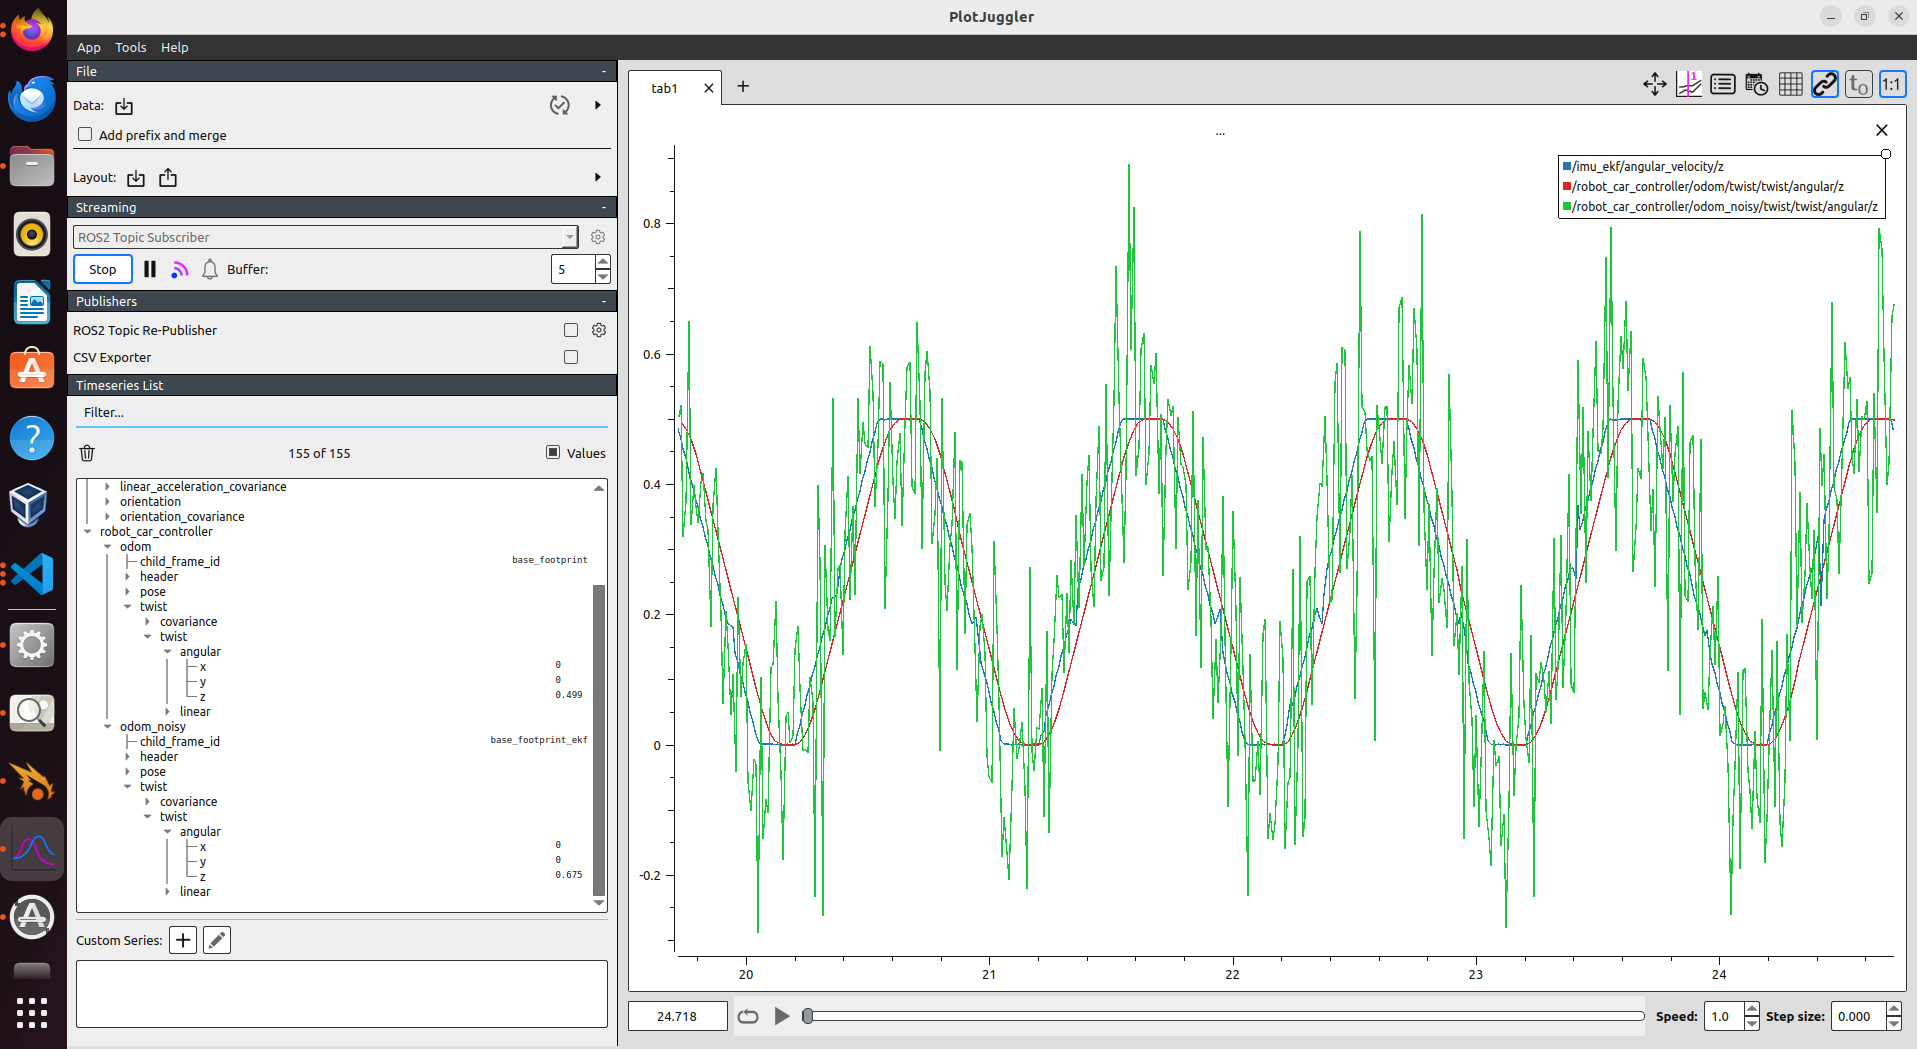 PlotJuggler
App Tools Help
File -
Data:
Add prefix and merge
Layout:
Streaming
ROS2 Topic Subscriber
Stop Buffer: 5
Publishers -
ROS2 Topic Re-Publisher
CSV Exporter
Timeseries List
Filter...
155 of 155 Values
linear_acceleration_covariance
orientation
orientation_covariance
robot_car_controller
odom
child_frame_id base_footprint
header
pose
twist
covariance
twist
angular
x 0
y 0
z 0.499
linear
odom_noisy
child_frame_id base_footprint_ekf
header
pose
twist
covariance
twist
angular
x 0
y 0
z 0.675
linear
Custom Series:
tab1
1
t0
1:1
...
/imu_ekf/angular_velocity/z
/robot_car_controller/odom/twist/twist/angular/z
/robot_car_controller/odom_noisy/twist/twist/angular/z
0.8
0.6
0.4
0.2
0
-0.2
20 21 22 23 24
24.718 Speed: 1.0 Step size: 0.000